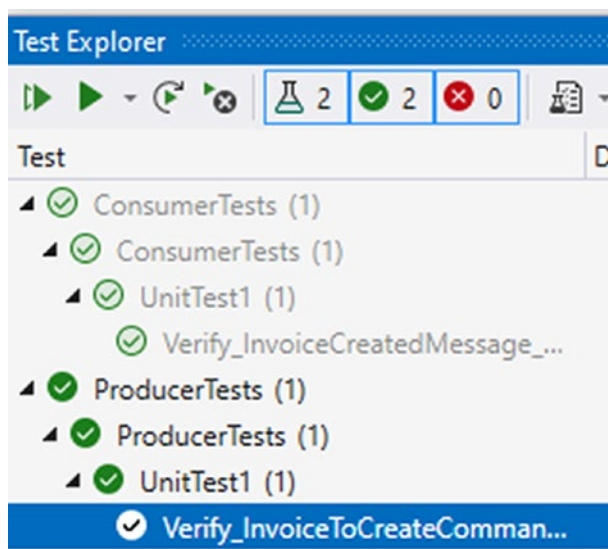 Test Explorer
2 2 0
Test D
ConsumerTests (1)
ConsumerTests (1)
UnitTest1 (1)
Verify_InvoiceCreatedMessage_...
ProducerTests (1)
ProducerTests (1)
UnitTest1 (1)
Verify_InvoiceToCreateComman...